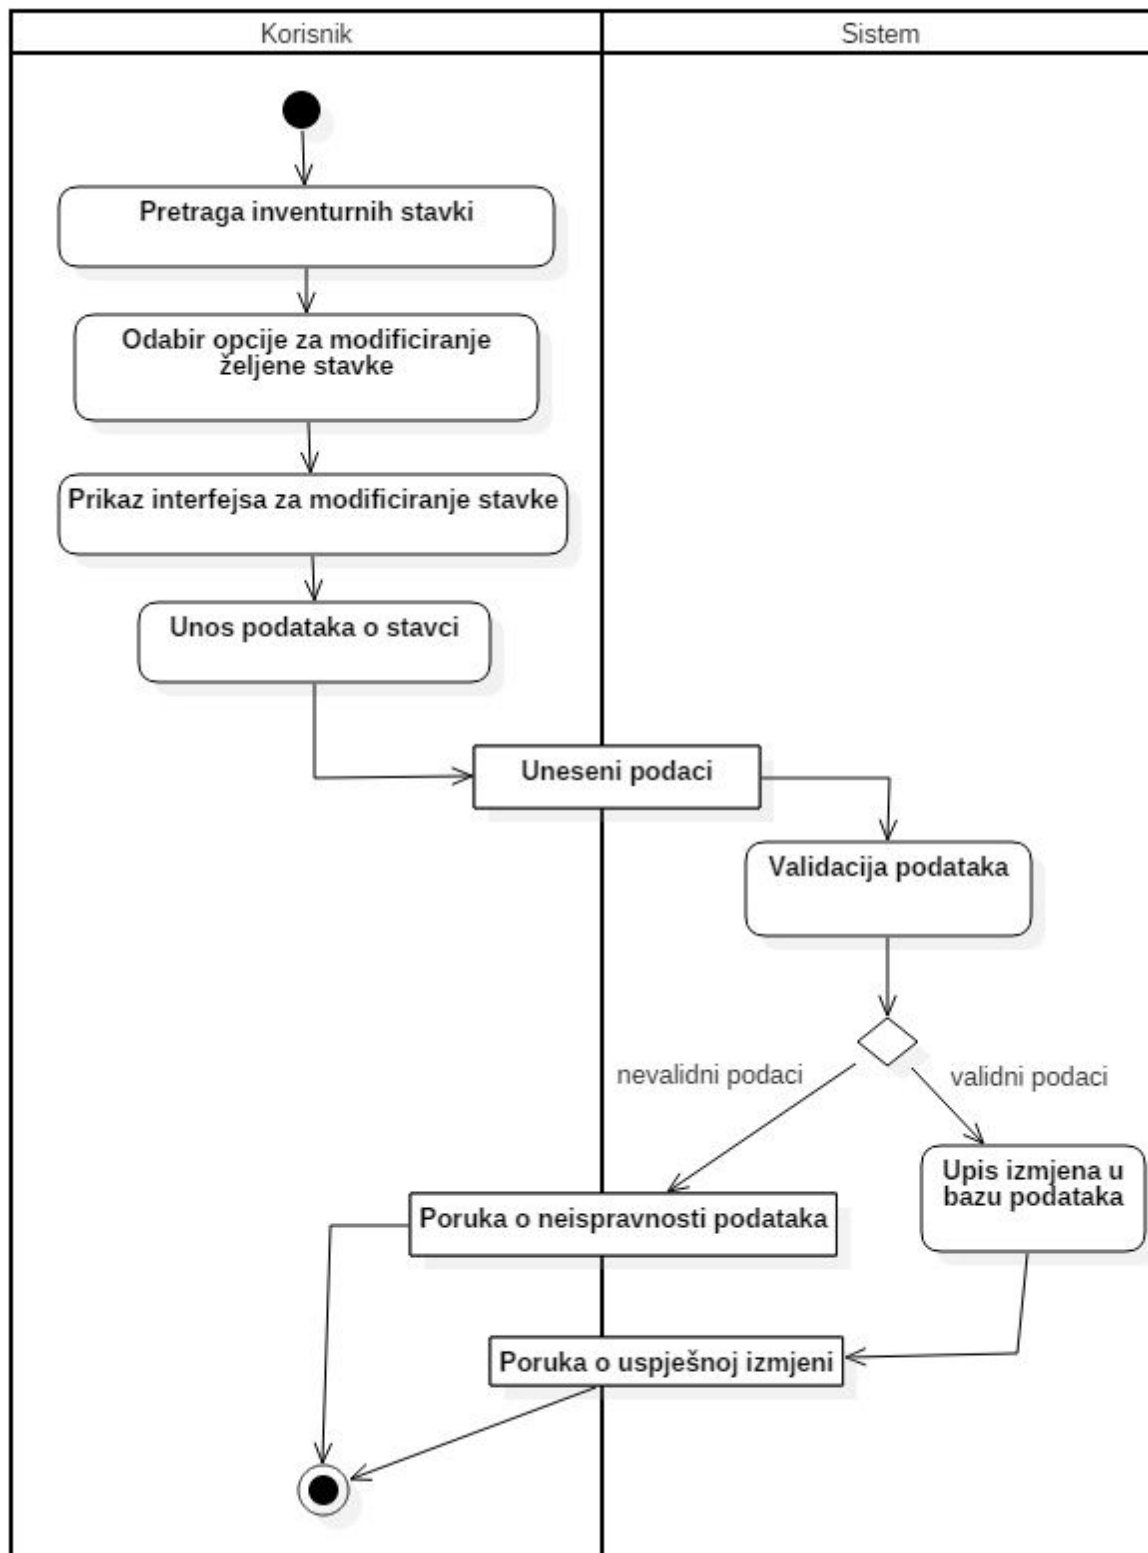 Korisnik
Sistem
Pretraga inventurnih stavki
Odabir opcije za modificiranje
željene stavke
Prikaz interfejsa za modificiranje stavke
Unos podataka o stavci
Uneseni podaci
Validacija podataka
nevalidni podaci
validni podaci
Upis izmjena u
bazu podataka
Poruka o neispravnosti podataka
Poruka o uspješnoj izmjeni